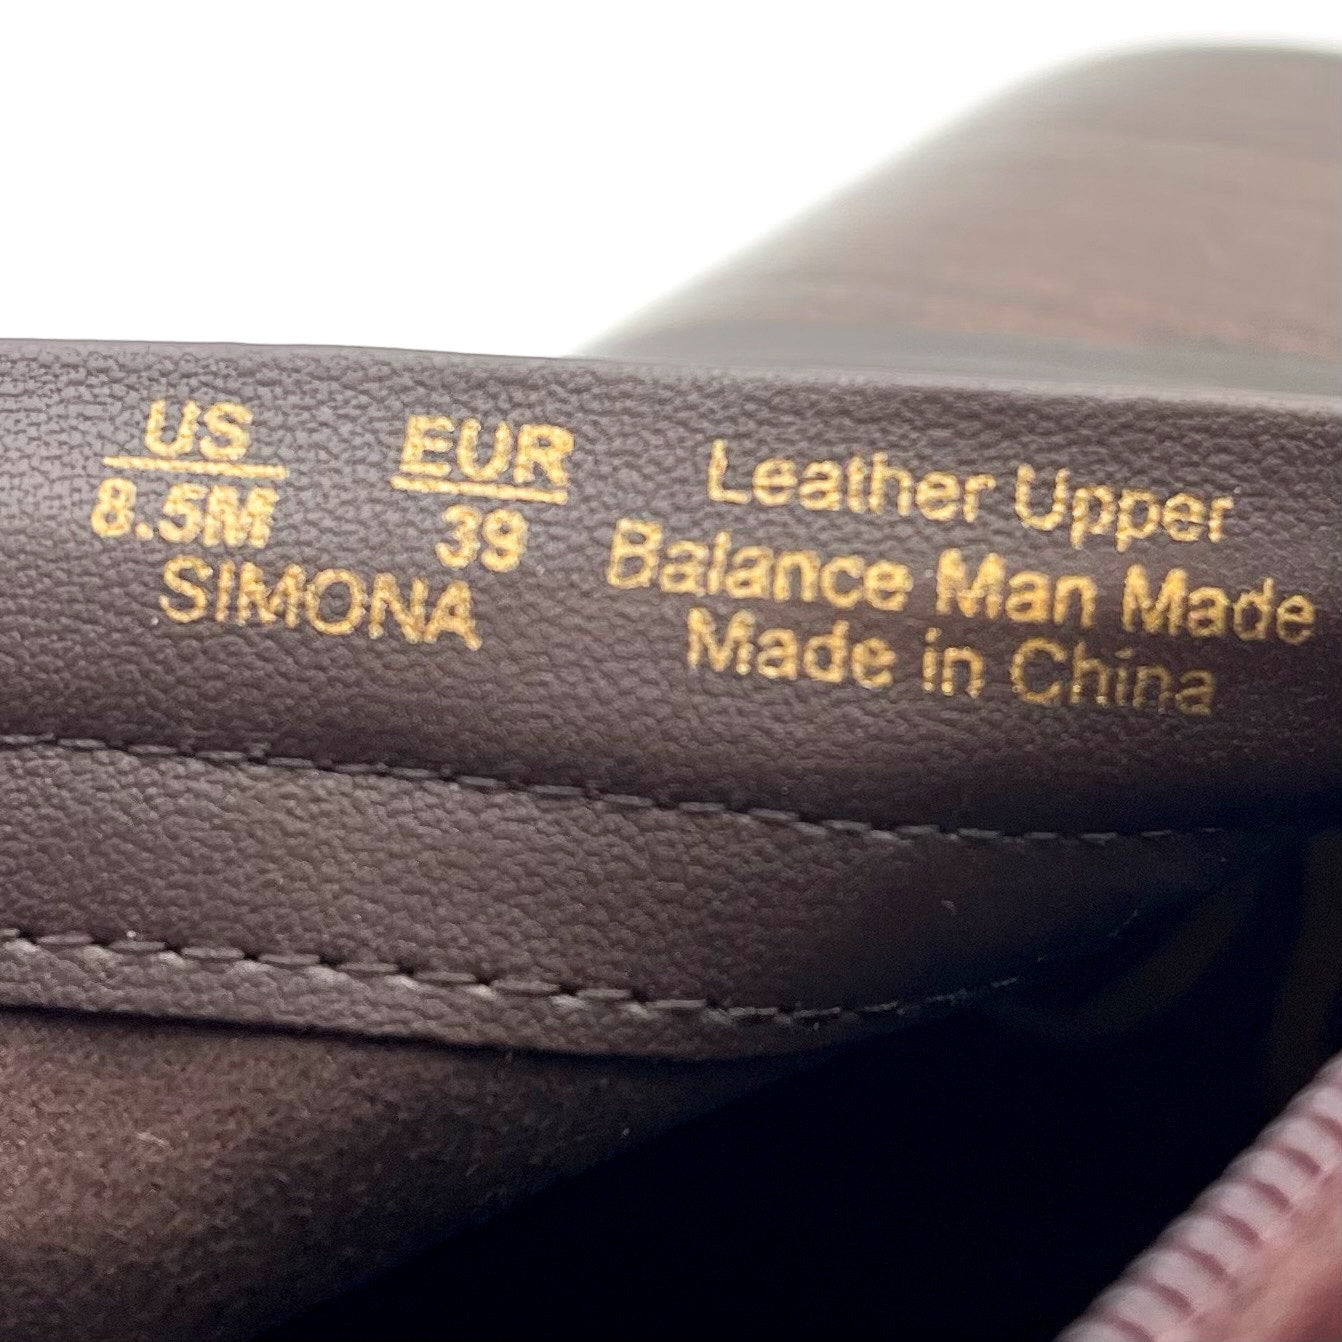 US EUR
8.5M 39
SIMONA
Leather Upper
Balance Man Made
Made in China